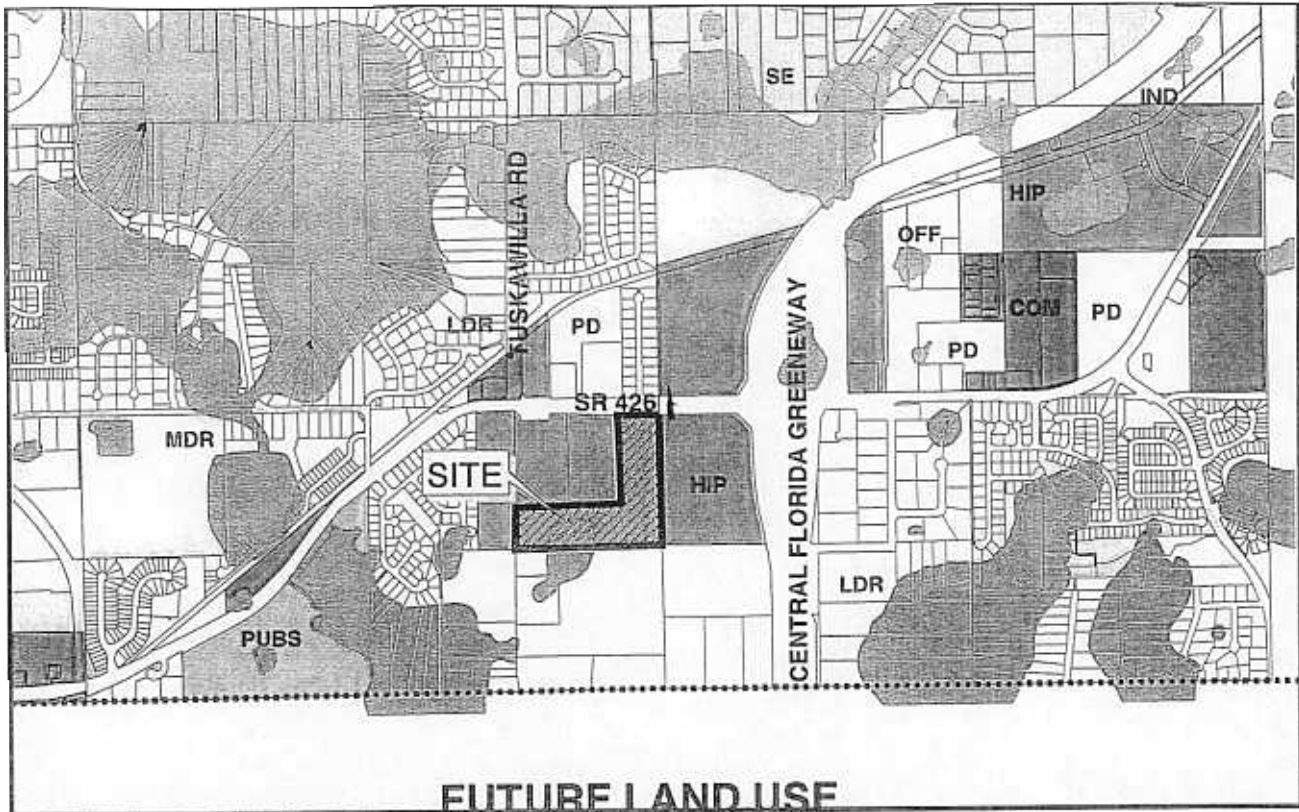 SE
IND
TUSKAWILLA RD
HIP
OFF
LDR
PD
COM
PD
PD
CENTRAL FLORIDA GREENEWAY
SR 426
MDR
SITE
HIP
LDR
PUBS
FUTURE LAND USE